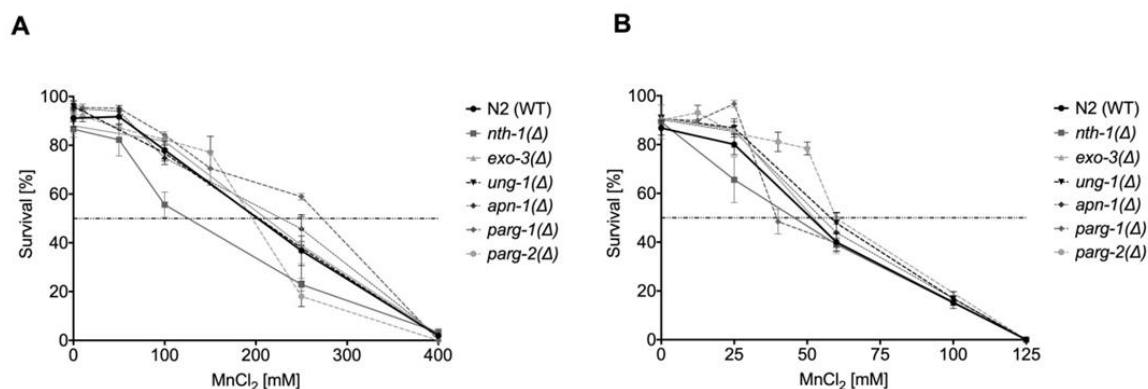 A
Survival [%]
100
80
60
40
20
0
0
100
200
300
400
MnCl₂ [mM]
N2 (WT)
nth-1(Δ)
exo-3(Δ)
ung-1(Δ)
apn-1(Δ)
parg-1(Δ)
parg-2(Δ)
B
Survival [%]
100
80
60
40
20
0
0
25
50
75
100
125
MnCl₂ [mM]
N2 (WT)
nth-1(Δ)
exo-3(Δ)
ung-1(Δ)
apn-1(Δ)
parg-1(Δ)
parg-2(Δ)